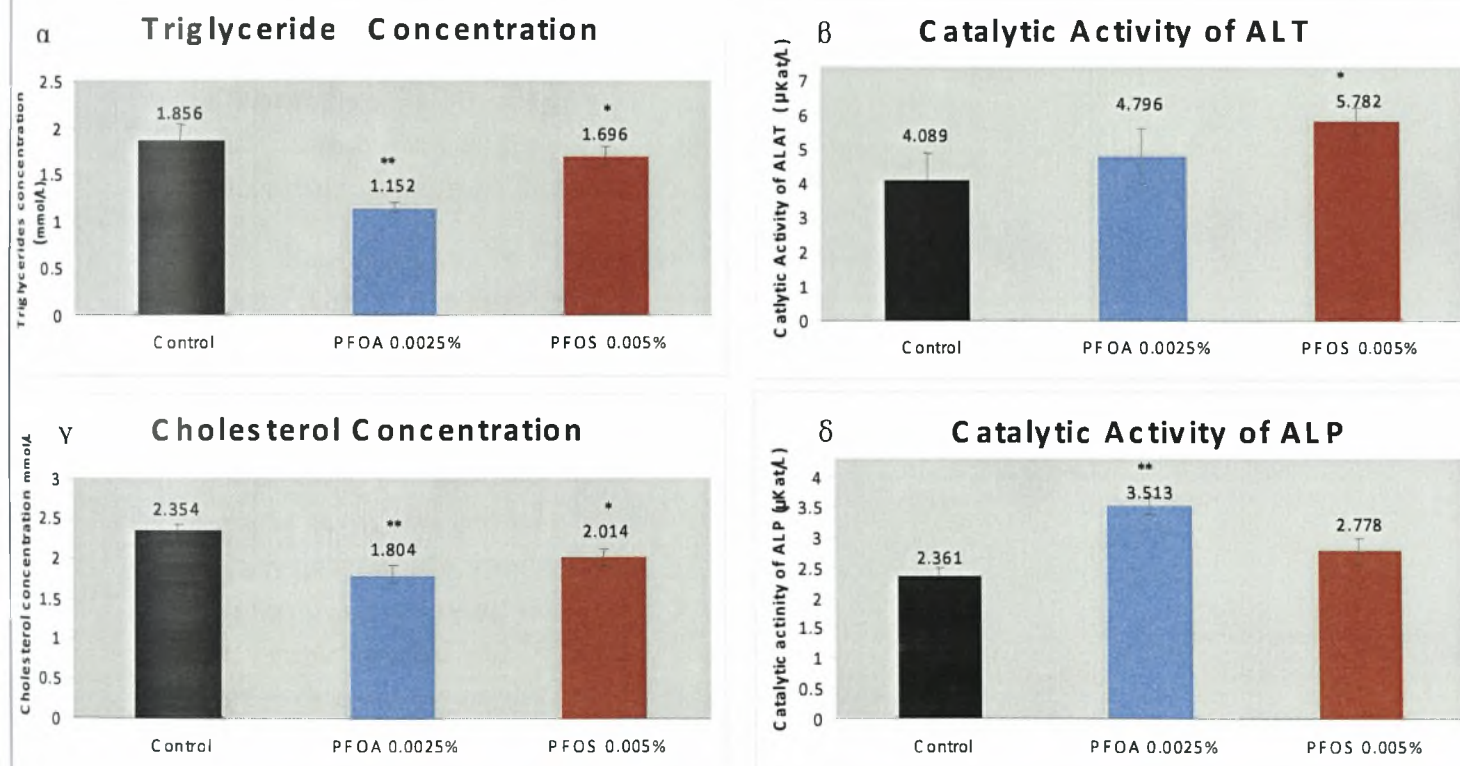 α
Triglyceride Concentration
Triglycerides concentration
(mmol/L)
2.5
2
1.5
1
0.5
0
1.856
**
1.152
*
1.696
Control
PFOA 0.0025%
PFOS 0.005%
β
Catalytic Activity of ALT
Catlytic Activity of ALAT (µKat/L)
7
6
5
4
3
2
1
0
4.089
4.796
*
5.782
Control
PFOA 0.0025%
PFOS 0.005%
γ
Cholesterol Concentration
Cholesterol concentration mmol/L
3
2.5
2
1.5
1
0.5
0
2.354
**
1.804
*
2.014
Control
PFOA 0.0025%
PFOS 0.005%
δ
Catalytic Activity of ALP
Catalytic actinity of ALP (µKat/L)
4
3.5
3
2.5
2
1.5
1
0.5
0
2.361
**
3.513
2.778
Control
PFOA 0.0025%
PFOS 0.005%